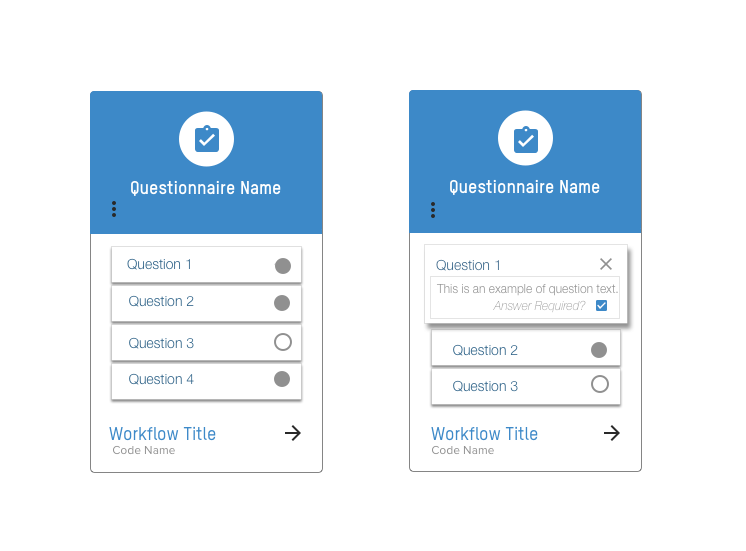 Questionnaire Name
Question 1
Question 2
Question 3
Question 4
Workflow Title
Code Name
Questionnaire Name
Question 1
This is an example of question text.
Answer Required?
Question 2
Question 3
Workflow Title
Code Name